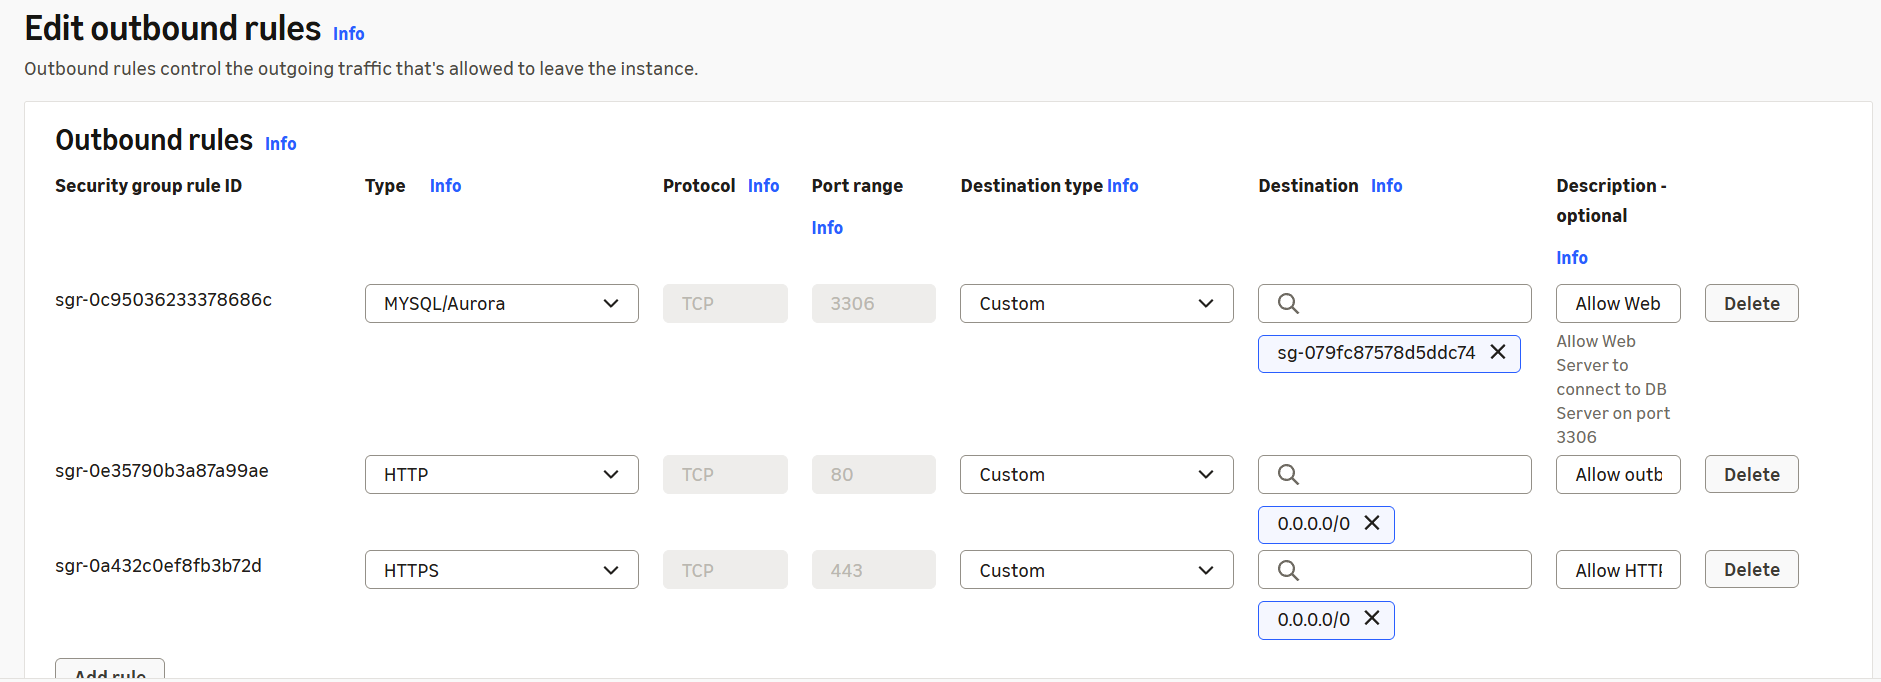 Edit outbound rules Info
Outbound rules control the outgoing traffic that's allowed to leave the instance.
Outbound rules Info
Security group rule ID Type Info Protocol Info Port range Info Destination type Info Destination Info Description - optional Info
sgr-0c95036233378686c MYSQL/Aurora TCP 3306 Custom Allow Web Delete
sg-079fc87578d5ddc74
Allow Web
Server to
connect to DB
Server on port
3306
sgr-0e35790b3a87a99ae HTTP TCP 80 Custom Allow outb Delete
0.0.0.0/0
sgr-0a432c0ef8fb3b72d HTTPS TCP 443 Custom Allow HTTP Delete
0.0.0.0/0
Add rule